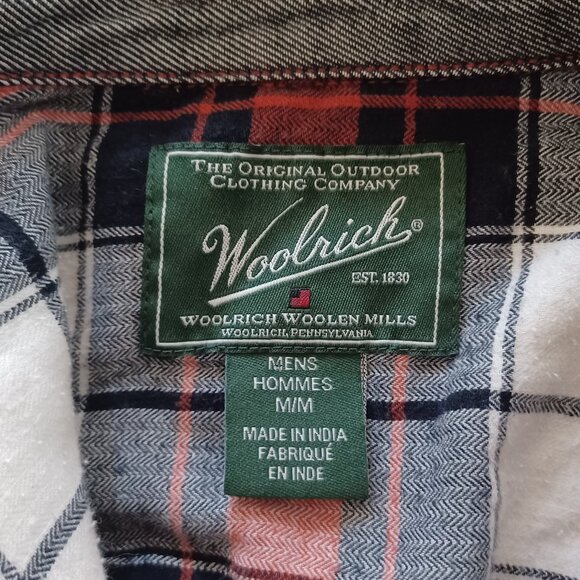 THE ORIGINAL OUTDOOR
CLOTHING COMPANY
Woolrich®
EST. 1830
WOOLRICH WOOLEN MILLS
WOOLRICH, PENNSYLVANIA
MENS
HOMMES
M/M
MADE IN INDIA
FABRIQUÉ
EN INDE